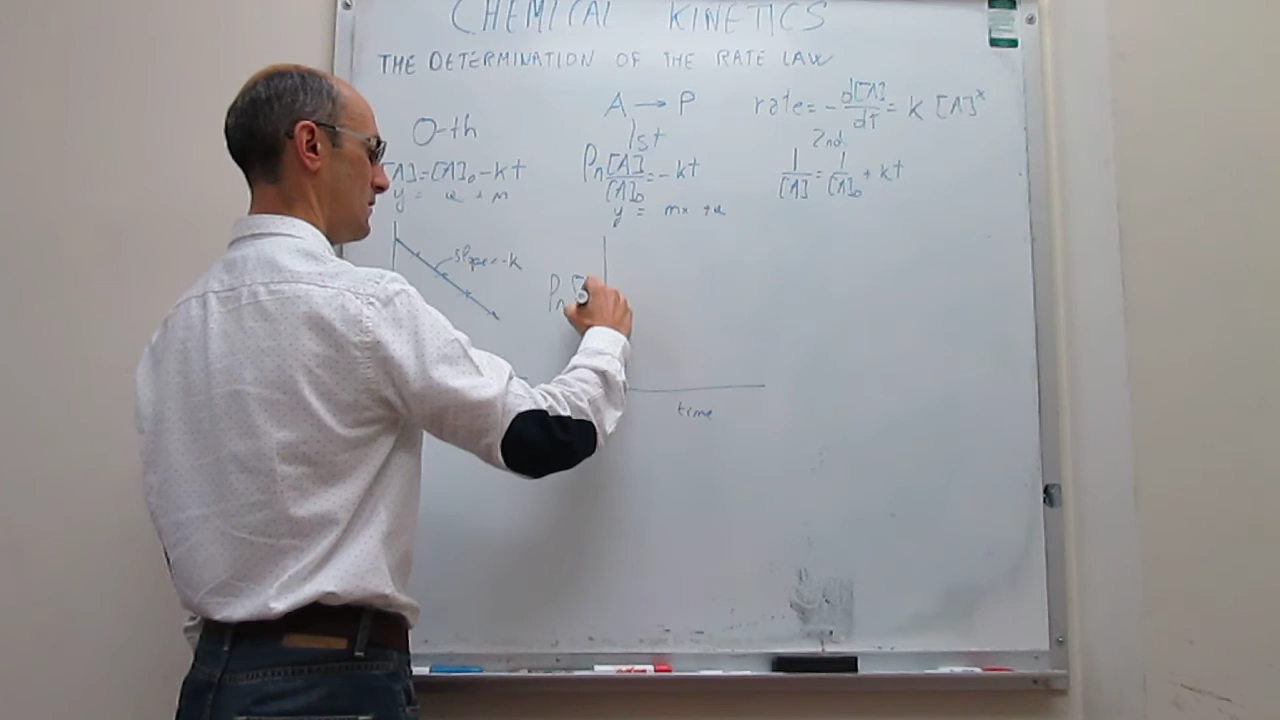 CHEMICAL KINETICS
THE DETERMINATION OF THE RATE LAW
A → P
rate = - d[A]/dt = k [A]^x
0-th
1st
2nd
[A] = [A]₀ - kt
ln [A]/[A]₀ = -kt
1/[A] = 1/[A]₀ + kt
y =
y = mx + a
slope = -k
ln [
time